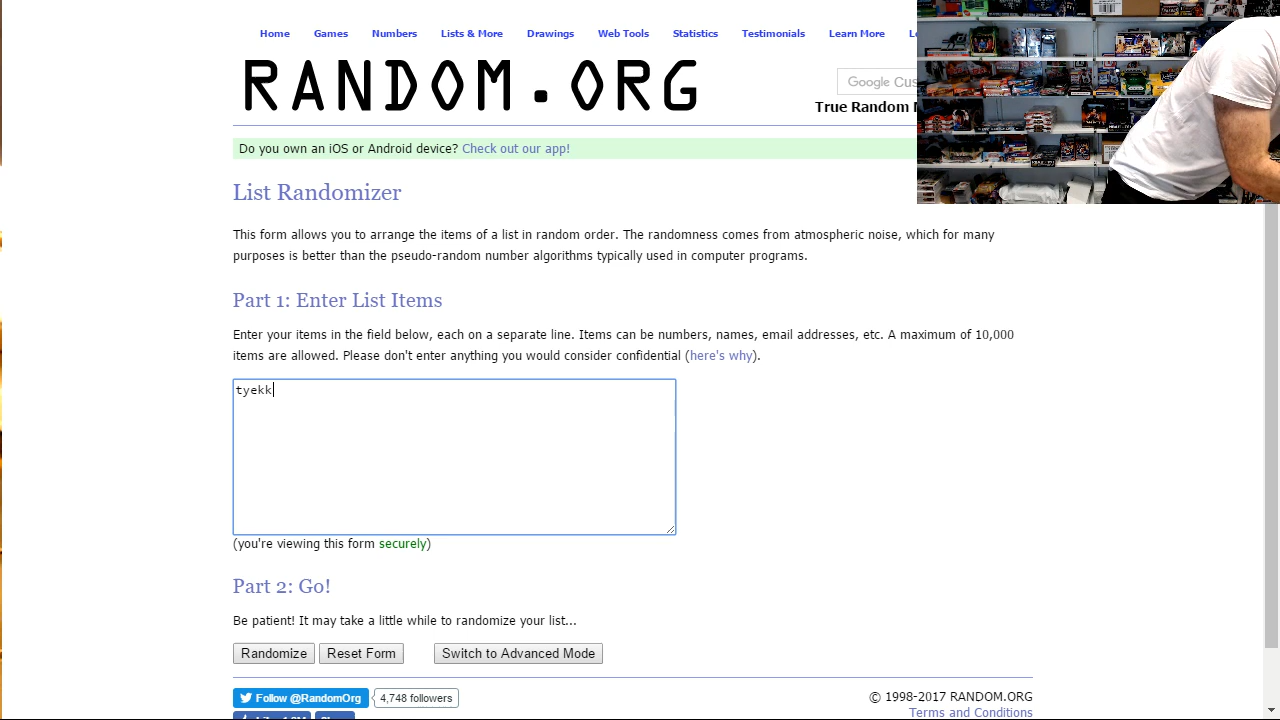 Home Games Numbers Lists & More Drawings Web Tools Statistics Testimonials Learn More
RANDOM.ORG
Google
True Random
Do you own an iOS or Android device? Check out our app!
List Randomizer
This form allows you to arrange the items of a list in random order. The randomness comes from atmospheric noise, which for many
purposes is better than the pseudo-random number algorithms typically used in computer programs.
Part 1: Enter List Items
Enter your items in the field below, each on a separate line. Items can be numbers, names, email addresses, etc. A maximum of 10,000
items are allowed. Please don't enter anything you would consider confidential (here's why).
tyekk
(you're viewing this form securely)
Part 2: Go!
Be patient! It may take a little while to randomize your list...
Randomize Reset Form Switch to Advanced Mode
Follow @RandomOrg 4,748 followers
© 1998-2017 RANDOM.ORG
Terms and Conditions